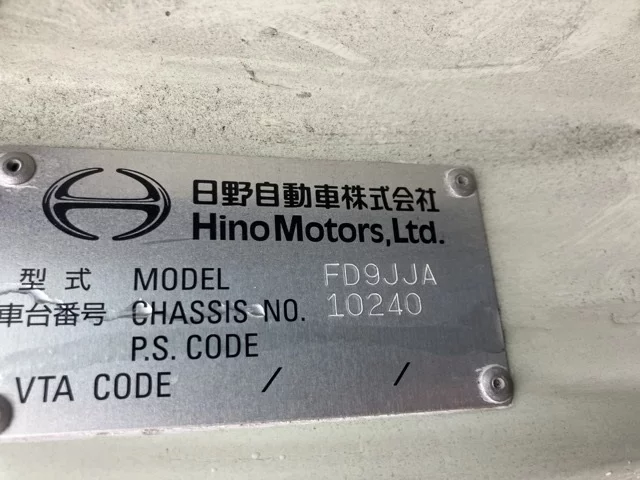 日野自動車株式会社
Hino Motors,Ltd.
型式 MODEL FD9JJA
車台番号 CHASSIS NO. 10240
P.S. CODE
VTA CODE / /